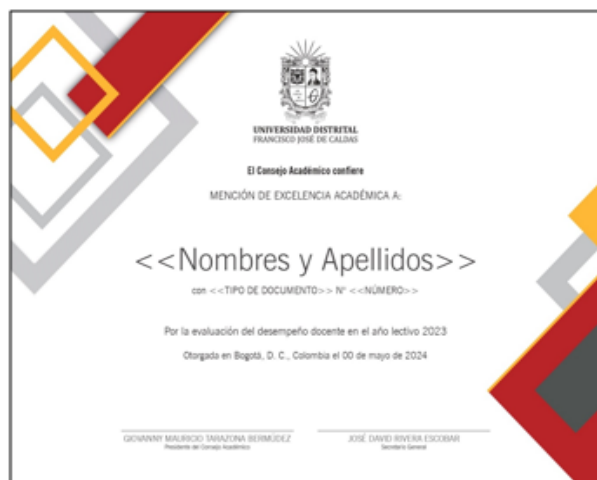 UNIVERSIDAD DISTRITAL
FRANCISCO JOSÉ DE CALDAS
El Consejo Académico confiere
MENCIÓN DE EXCELENCIA ACADÉMICA A:
<<Nombres y Apellidos>>
con <<TIPO DE DOCUMENTO>> N° <<NÚMERO>>
Por la evaluación del desempeño docente en el año lectivo 2023
Otorgada en Bogotá, D. C., Colombia el 00 de mayo de 2024
GIOVANNY MAURICIO TARAZONA BERMÚDEZ
Presidente del Consejo Académico
JOSÉ DAVID RIVERA ESCOBAR
Secretario General